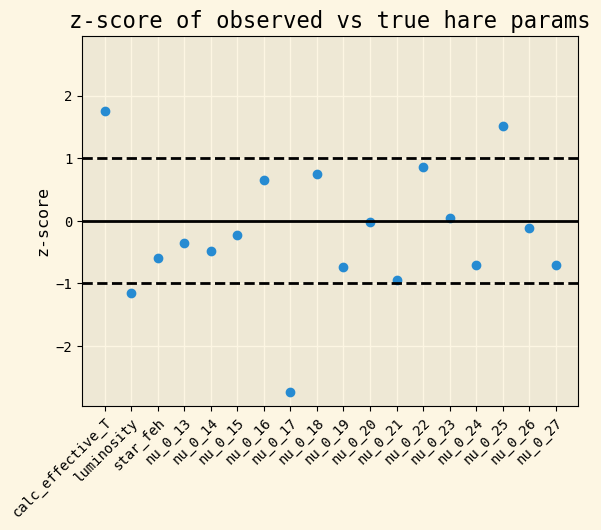 z-score of observed vs true hare params
z-score
2
1
0
−1
−2
calc_effective_T
luminosity
star_feh
nu_0_13
nu_0_14
nu_0_15
nu_0_16
nu_0_17
nu_0_18
nu_0_19
nu_0_20
nu_0_21
nu_0_22
nu_0_23
nu_0_24
nu_0_25
nu_0_26
nu_0_27